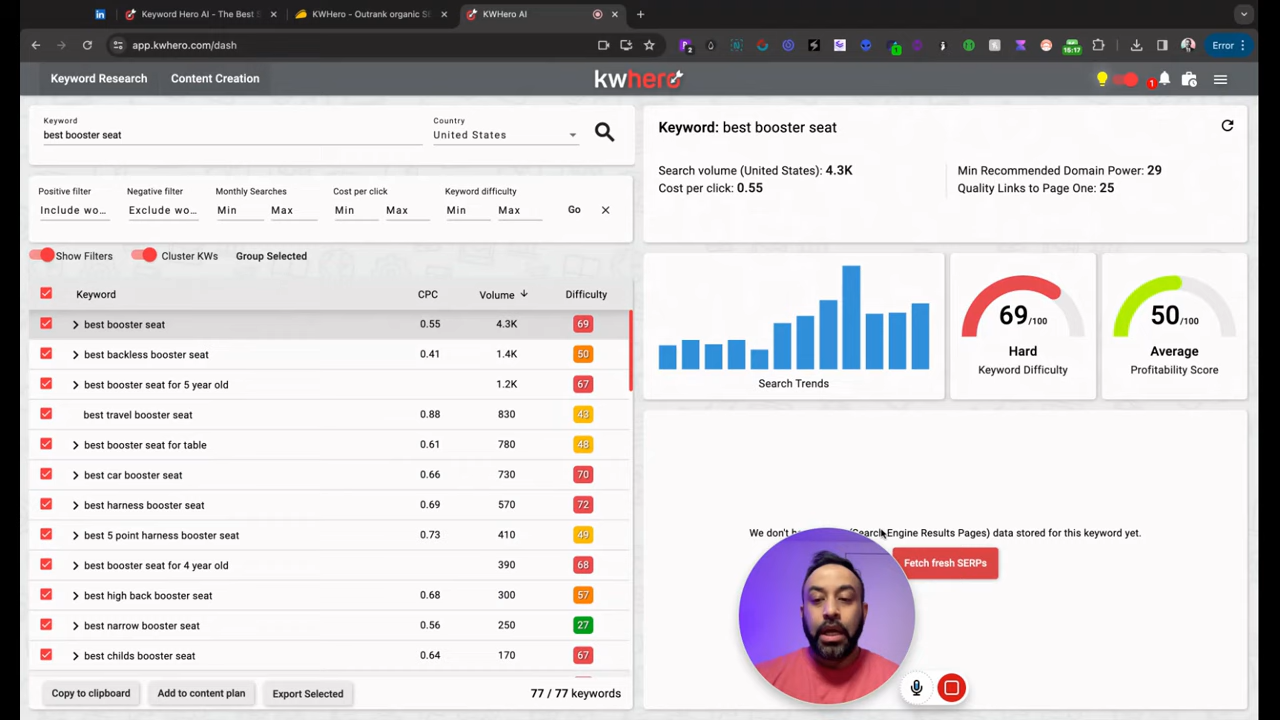 Keyword Hero AI - The Best S
KWHero - Outrank organic SE
KWHero AI
app.kwhero.com/dash
15:17
Error
Keyword Research
Content Creation
kwhero
1
Keyword
best booster seat
Country
United States
Positive filter
Negative filter
Monthly Searches
Cost per click
Keyword difficulty
Include wo...
Exclude wo...
Min
Max
Min
Max
Min
Max
Go
Show Filters
Cluster KWs
Group Selected
Keyword
CPC
Volume
Difficulty
best booster seat 0.55 4.3K 69
best backless booster seat 0.41 1.4K 50
best booster seat for 5 year old 1.2K 67
best travel booster seat 0.88 830 43
best booster seat for table 0.61 780 48
best car booster seat 0.66 730 70
best harness booster seat 0.69 570 72
best 5 point harness booster seat 0.73 410 49
best booster seat for 4 year old 390 68
best high back booster seat 0.68 300 57
best narrow booster seat 0.56 250 27
best childs booster seat 0.64 170 67
Copy to clipboard
Add to content plan
Export Selected
77 / 77 keywords
Keyword: best booster seat
Search volume (United States): 4.3K
Cost per click: 0.55
Min Recommended Domain Power: 29
Quality Links to Page One: 25
Search Trends
69/100
Hard
Keyword Difficulty
50/100
Average
Profitability Score
We don't (Search Engine Results Pages) data stored for this keyword yet.
Fetch fresh SERPs